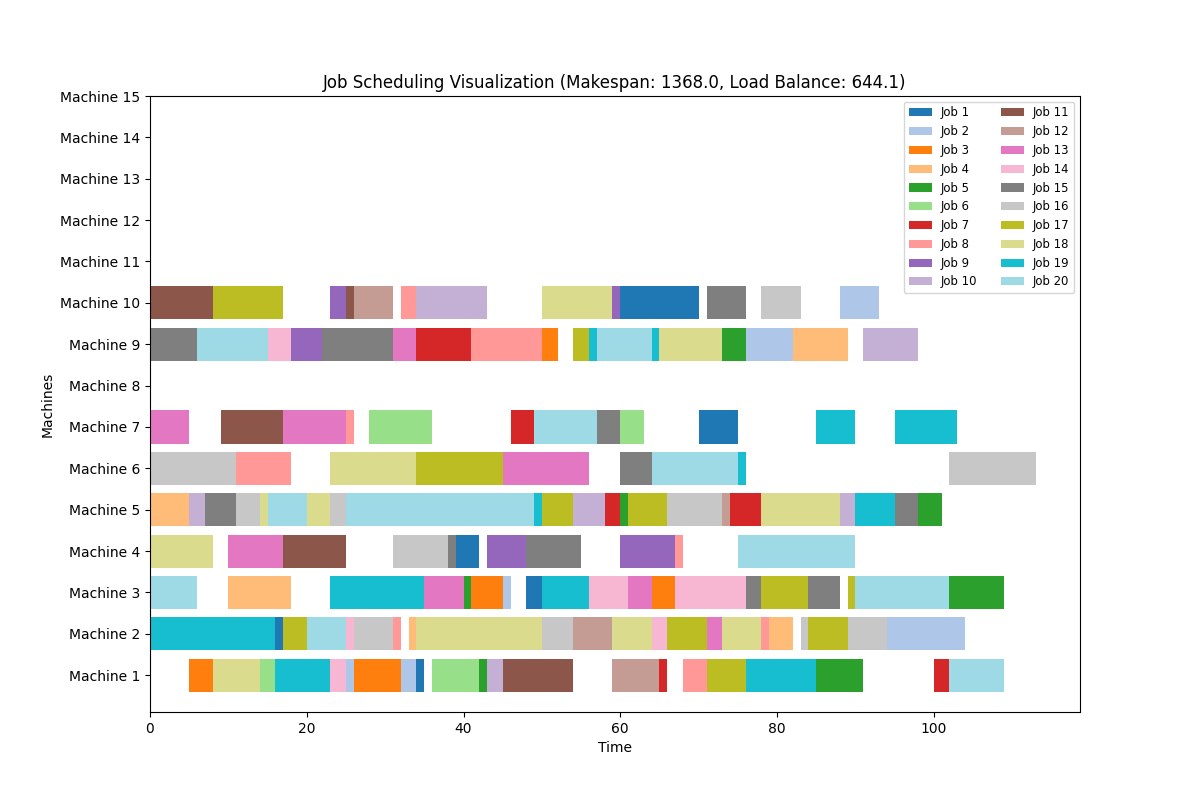 Job Scheduling Visualization (Makespan: 1368.0, Load Balance: 644.1)
Machine 15
Machine 14
Machine 13
Machine 12
Machine 11
Machine 10
Machine 9
Machine 8
Machine 7
Machine 6
Machine 5
Machine 4
Machine 3
Machine 2
Machine 1
Machines
Job 1
Job 2
Job 3
Job 4
Job 5
Job 6
Job 7
Job 8
Job 9
Job 10
Job 11
Job 12
Job 13
Job 14
Job 15
Job 16
Job 17
Job 18
Job 19
Job 20
0 20 40 60 80 100
Time